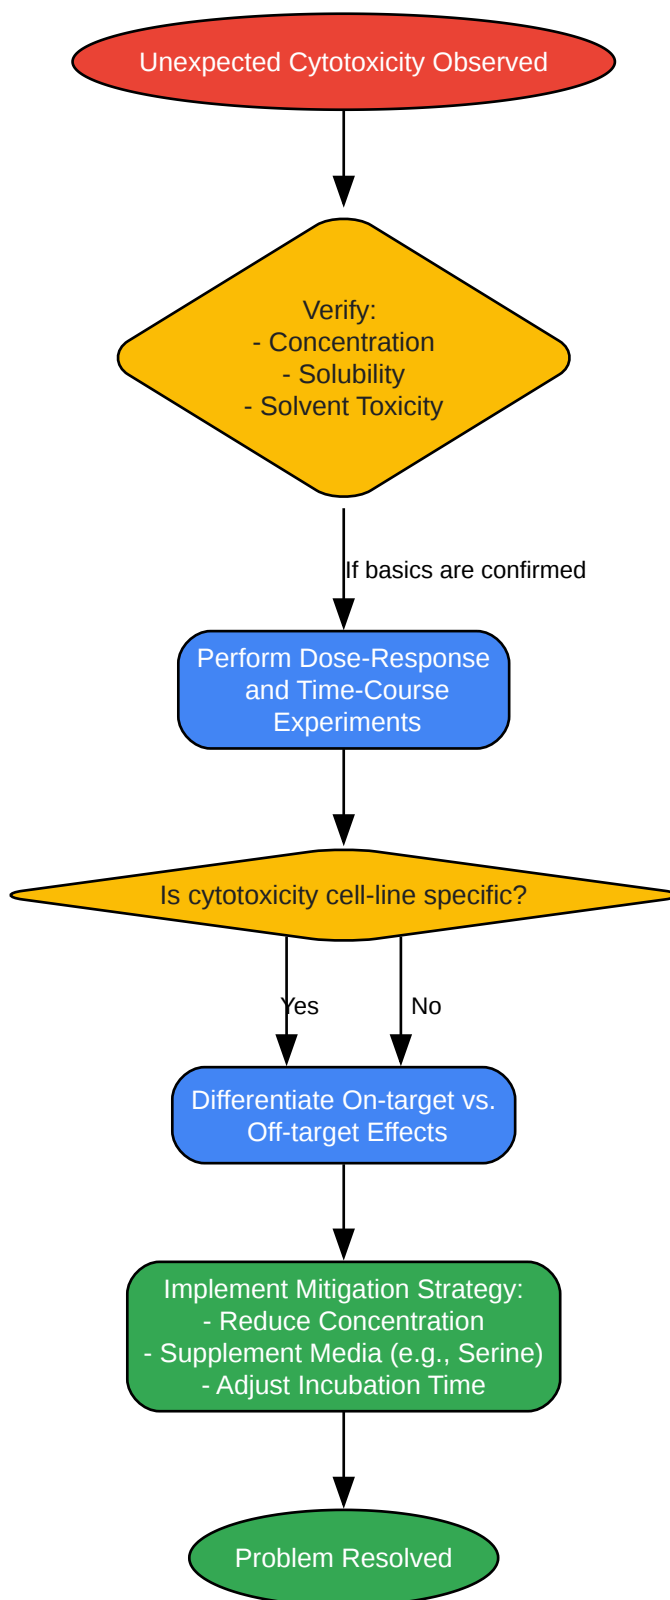 Unexpected Cytotoxicity Observed
Verify:
- Concentration
- Solubility
- Solvent Toxicity
If basics are confirmed
Perform Dose-Response
and Time-Course
Experiments
Is cytotoxicity cell-line specific?
Yes
No
Differentiate On-target vs.
Off-target Effects
Implement Mitigation Strategy:
- Reduce Concentration
- Supplement Media (e.g., Serine)
- Adjust Incubation Time
Problem Resolved